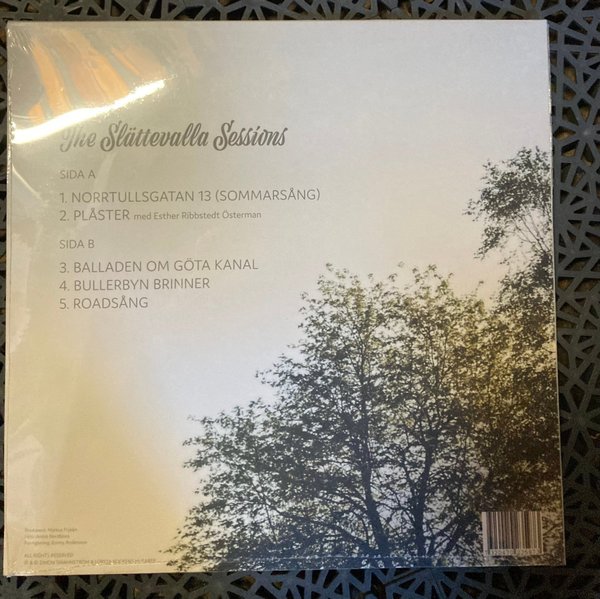 The Slättevalla Sessions
SIDA A
1. NORRTULLSGATAN 13 (SOMMARSÅNG)
2. PLÅSTER med Esther Ribbstedt Österman
SIDA B
3. BALLADEN OM GÖTA KANAL
4. BULLERBYN BRINNER
5. ROADSÅNG
ALL RIGHTS RESERVED